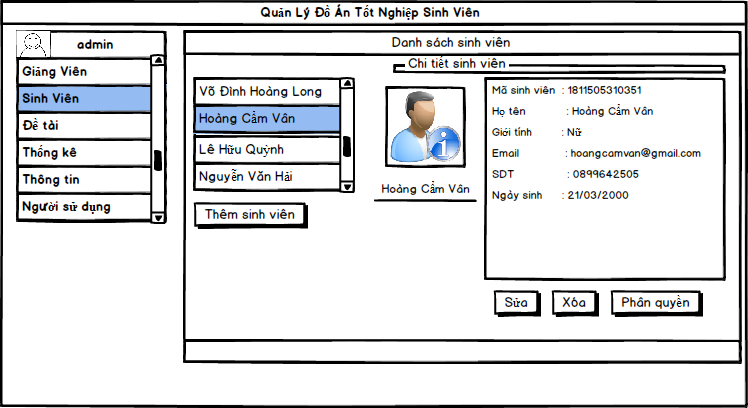 Quản Lý Đồ Án Tốt Nghiệp Sinh Viên
admin
Giảng Viên
Sinh Viên
Đề tài
Thống kê
Thông tin
Người sử dụng
Danh sách sinh viên
Chi tiết sinh viên
Võ Đình Hoàng Long
Hoàng Cẩm Vân
Lê Hữu Quỳnh
Nguyễn Văn Hải
Thêm sinh viên
Hoàng Cẩm Vân
Mã sinh viên : 1811505310351
Họ tên : Hoàng Cẩm Vân
Giới tính : Nữ
Email : hoangcamvan@gmail.com
SDT : 0899642505
Ngày sinh : 21/03/2000
Sửa
Xóa
Phân quyền